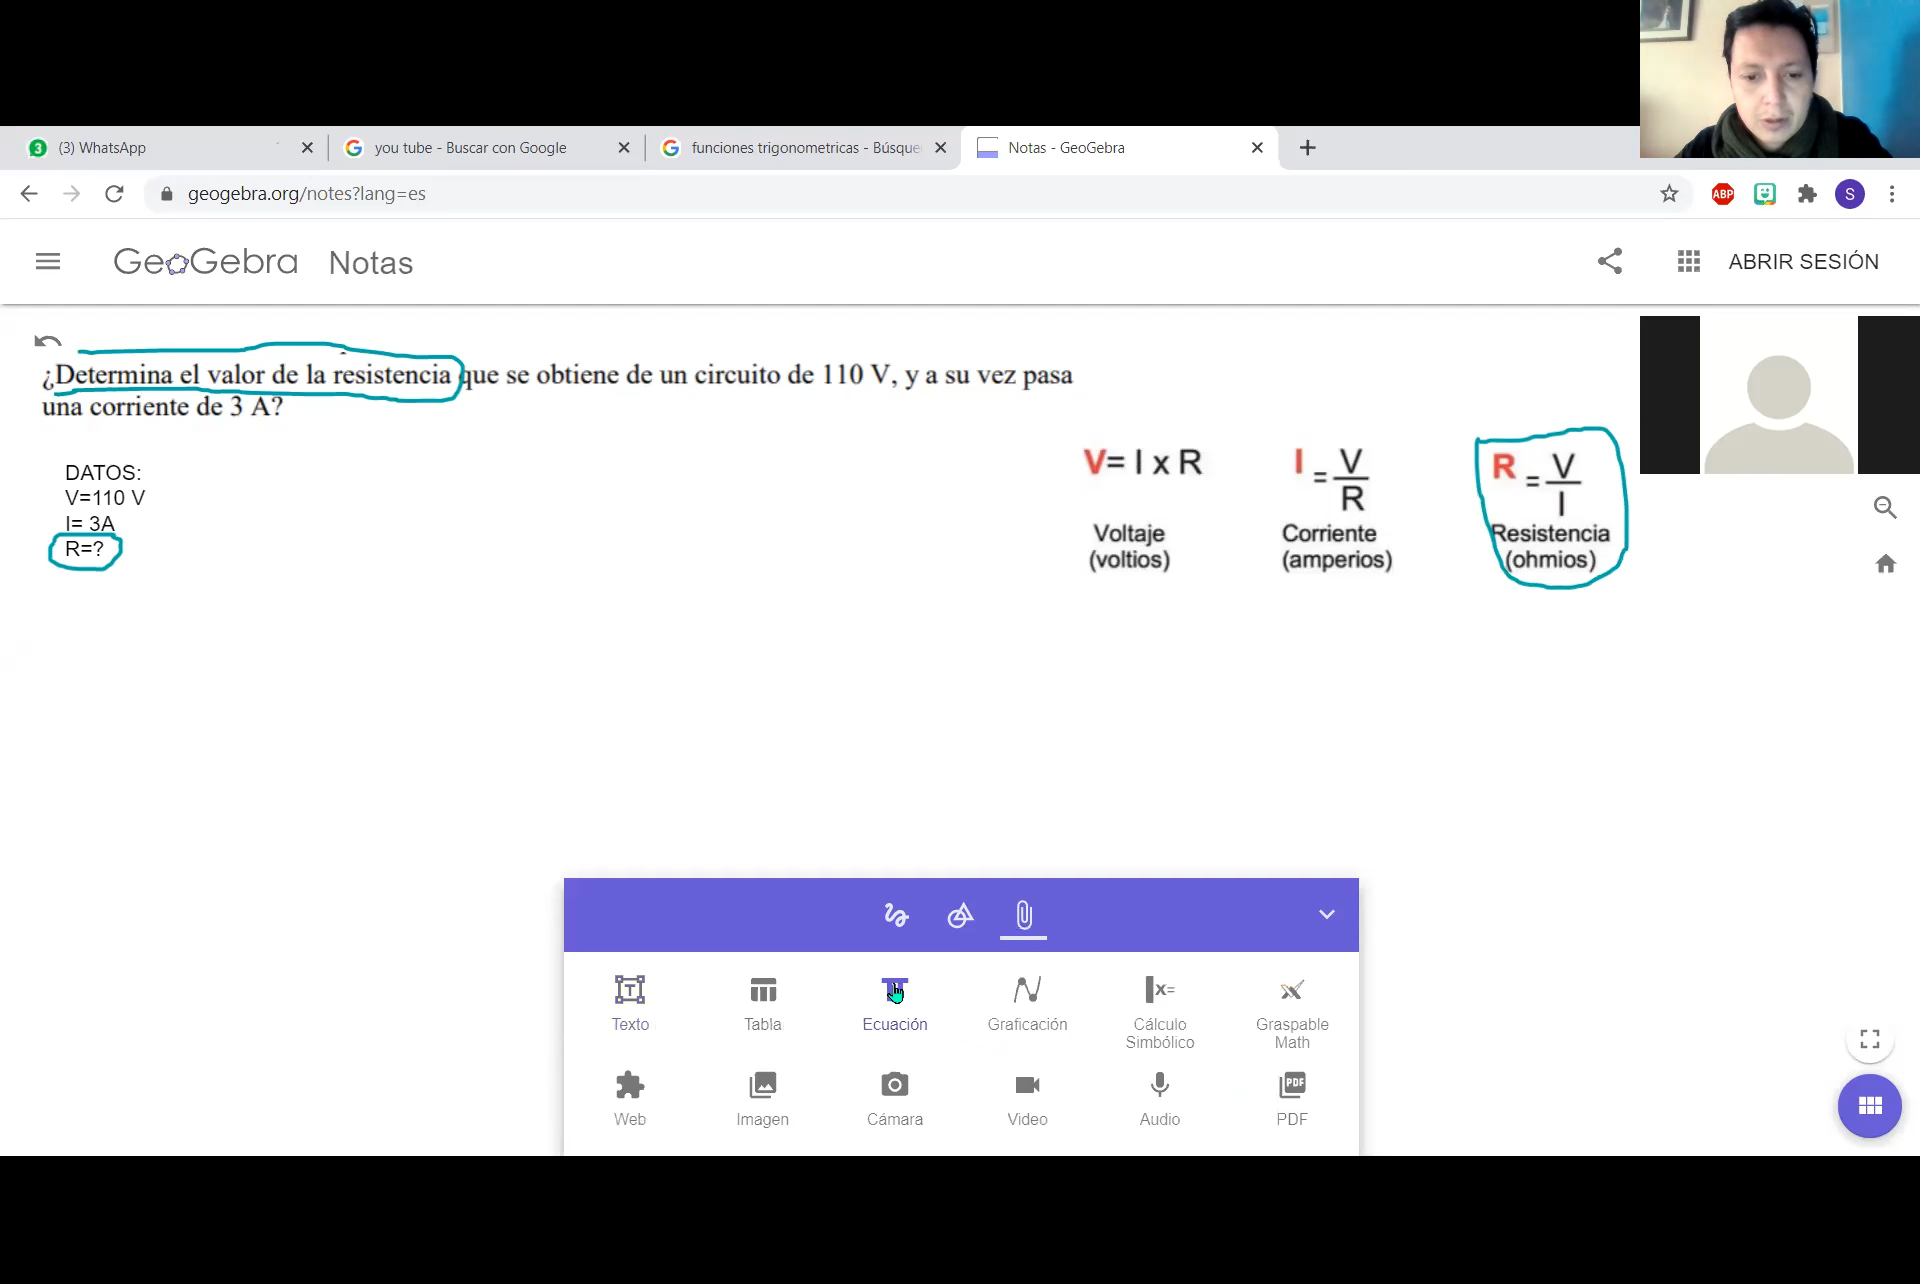 3 (3) WhatsApp
you tube - Buscar con Google
funciones trigonometricas - Búsque
Notas - GeoGebra
geogebra.org/notes?lang=es
ABP
S
GeoGebra Notas
ABRIR SESIÓN
¿Determina el valor de la resistencia que se obtiene de un circuito de 110 V, y a su vez pasa
una corriente de 3 A?
DATOS:
V=110 V
I= 3A
R=?
V= I x R
Voltaje
(voltios)
I = V
R
Corriente
(amperios)
R = V
I
Resistencia
(ohmios)
Texto
Tabla
Ecuación
Graficación
Cálculo
Simbólico
Graspable
Math
Web
Imagen
Cámara
Video
Audio
PDF
PDF